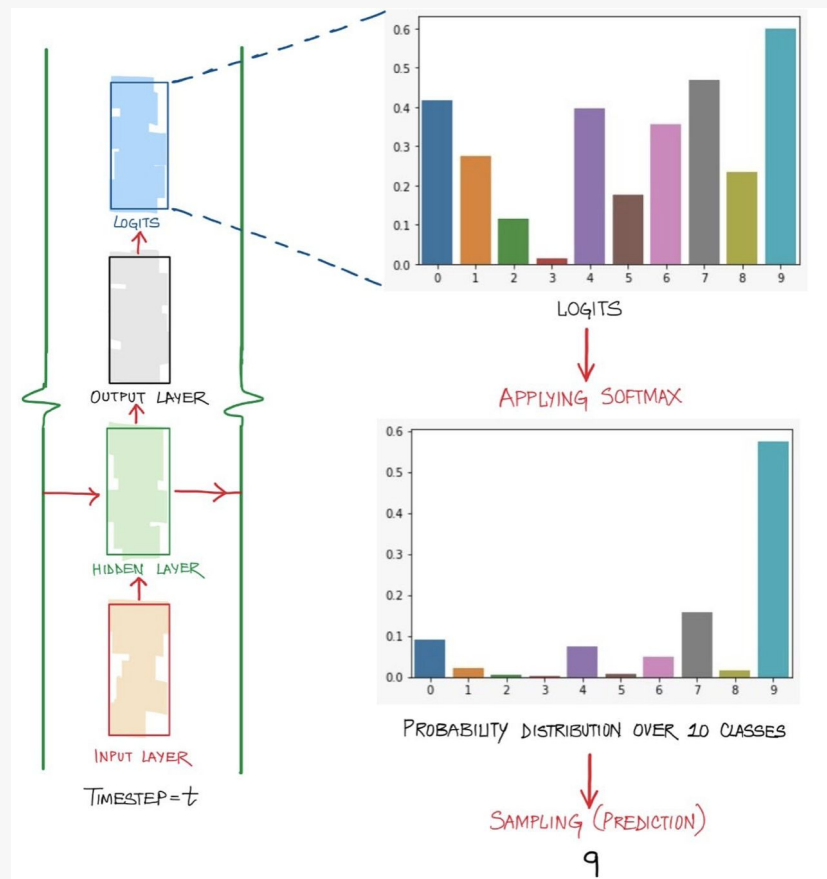 LOGITS
OUTPUT LAYER
HIDDEN LAYER
INPUT LAYER
TIMESTEP = t
0.6
0.5
0.4
0.3
0.2
0.1
0.0
0 1 2 3 4 5 6 7 8 9
LOGITS
APPLYING SOFTMAX
0.6
0.5
0.4
0.3
0.2
0.1
0.0
0 1 2 3 4 5 6 7 8 9
PROBABILITY DISTRIBUTION OVER 10 CLASSES
SAMPLING (PREDICTION)
9